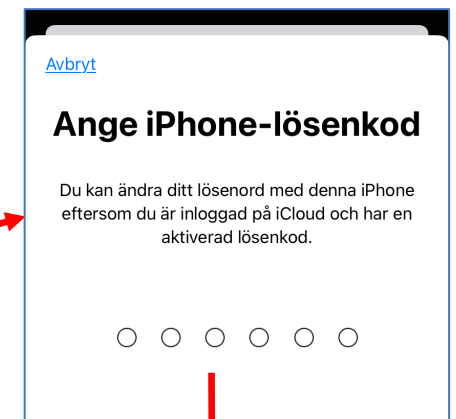 Avbryt
Ange iPhone-lösenkod
Du kan ändra ditt lösenord med denna iPhone
eftersom du är inloggad på iCloud och har en
aktiverad lösenkod.